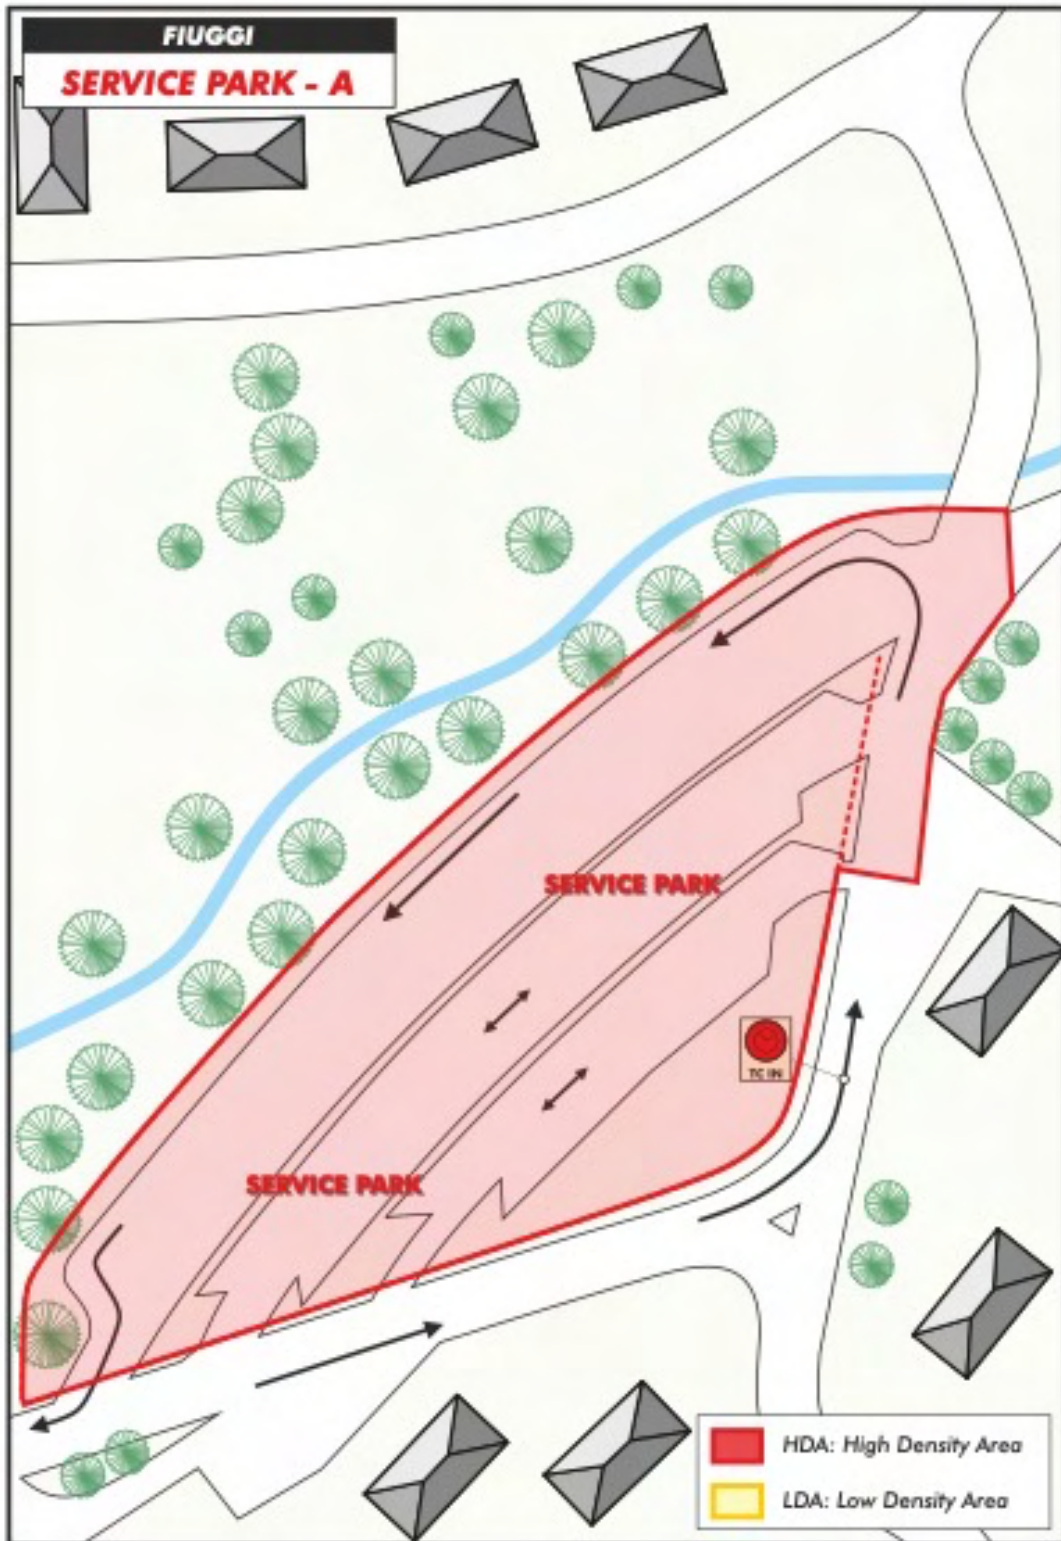 FIUGGI
SERVICE PARK - A
SERVICE PARK
TC IN
SERVICE PARK
HDA: High Density Area
LDA: Low Density Area